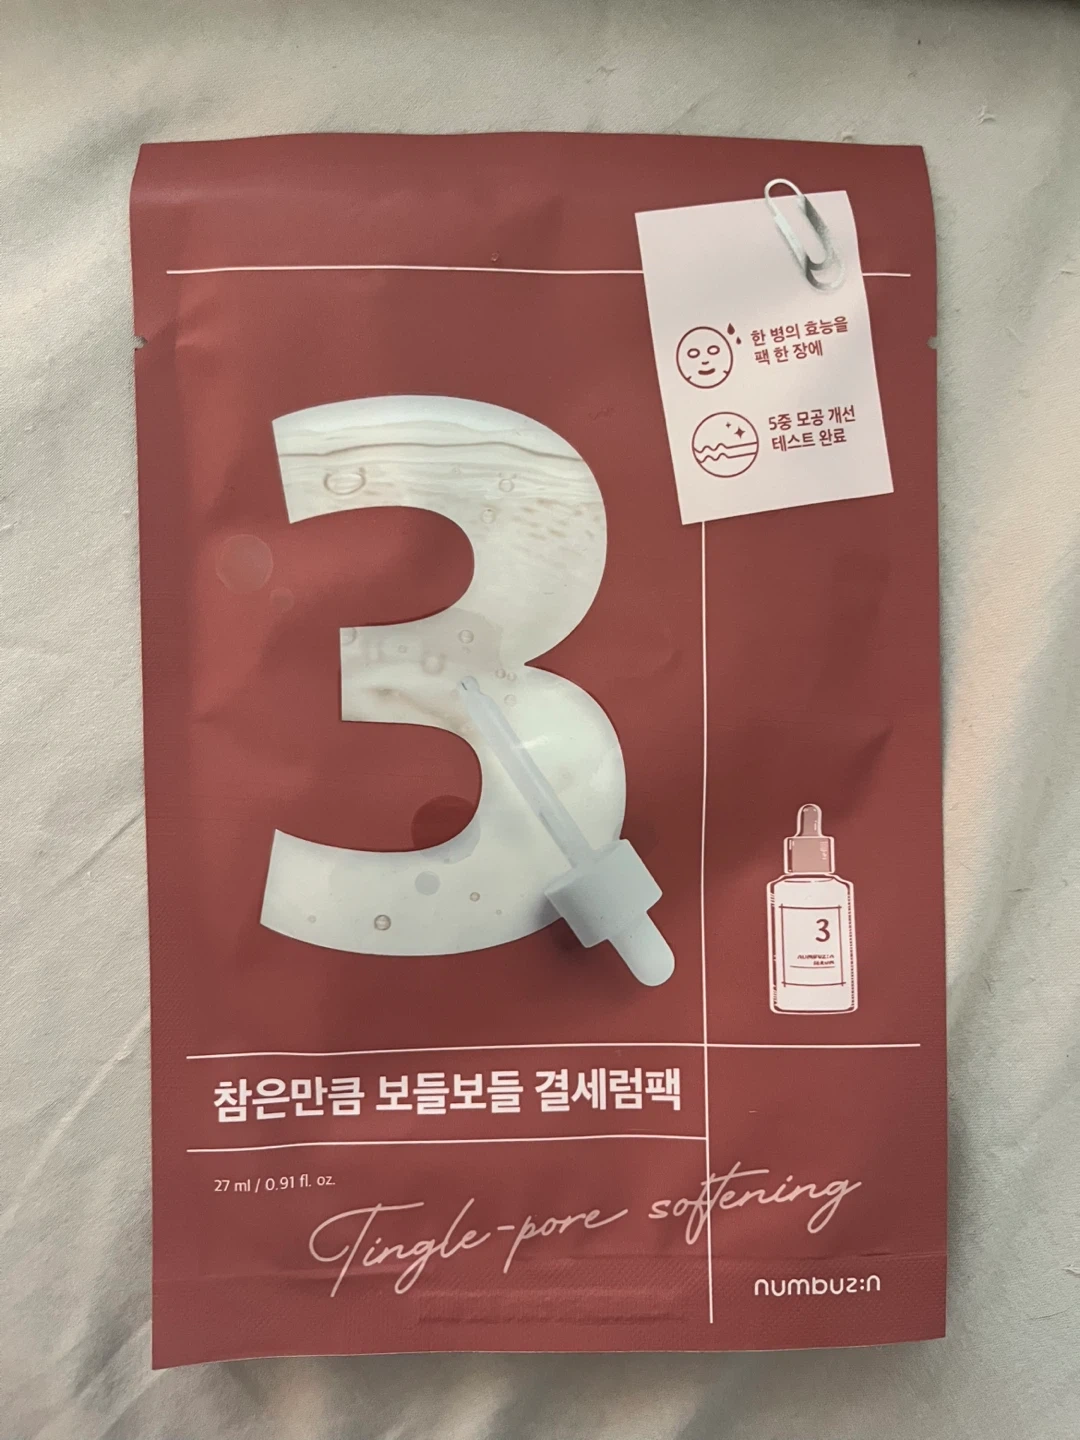 한 병의 효능을
팩 한 장에
5중 모공 개선
테스트 완료
3
3
numbuz:n
SERUM
참은만큼 보들보들 결세럼팩
27 ml / 0.91 fl. oz.
Tingle-pore softening
numbuz:n